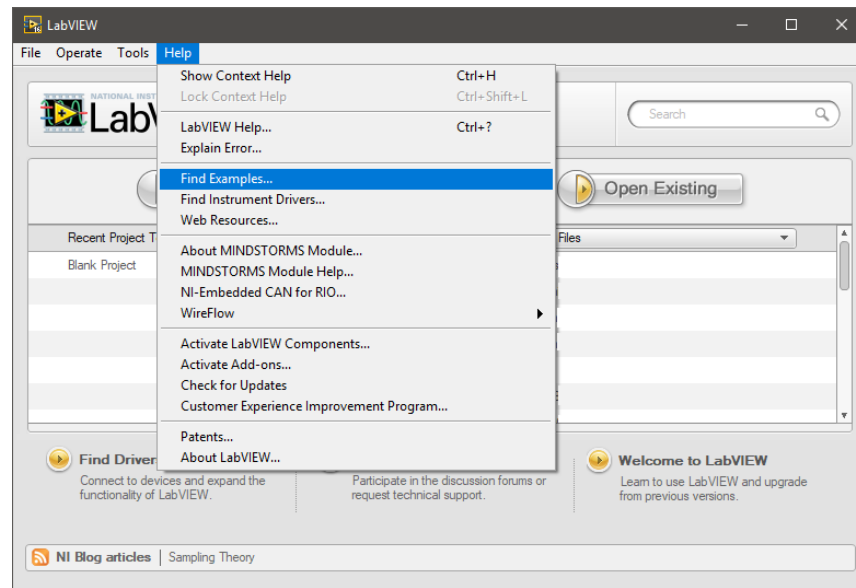 LabVIEW
File Operate Tools Help
Show Context Help Ctrl+H
Lock Context Help Ctrl+Shift+L
LabVIEW Help... Ctrl+?
Explain Error...
Find Examples...
Find Instrument Drivers...
Web Resources...
About MINDSTORMS Module...
MINDSTORMS Module Help...
NI-Embedded CAN for RIO...
WireFlow
Activate LabVIEW Components...
Activate Add-ons...
Check for Updates
Customer Experience Improvement Program...
Patents...
About LabVIEW...
NATIONAL INST
LabV
Search
Open Existing
Recent Project T
Files
Blank Project
Find Driver
Connect to devices and expand the
functionality of LabVIEW.
Participate in the discussion forums or
request technical support.
Welcome to LabVIEW
Learn to use LabVIEW and upgrade
from previous versions.
NI Blog articles | Sampling Theory